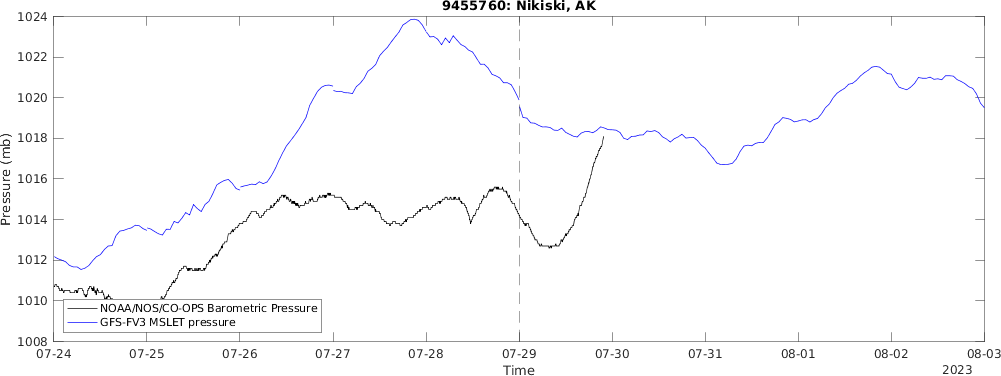 9455760: Nikiski, AK
Pressure (mb)
1024
1022
1020
1018
1016
1014
1012
1010
1008
NOAA/NOS/CO-OPS Barometric Pressure
GFS-FV3 MSLET pressure
07-24 07-25 07-26 07-27 07-28 07-29 07-30 07-31 08-01 08-02 08-03
Time
2023